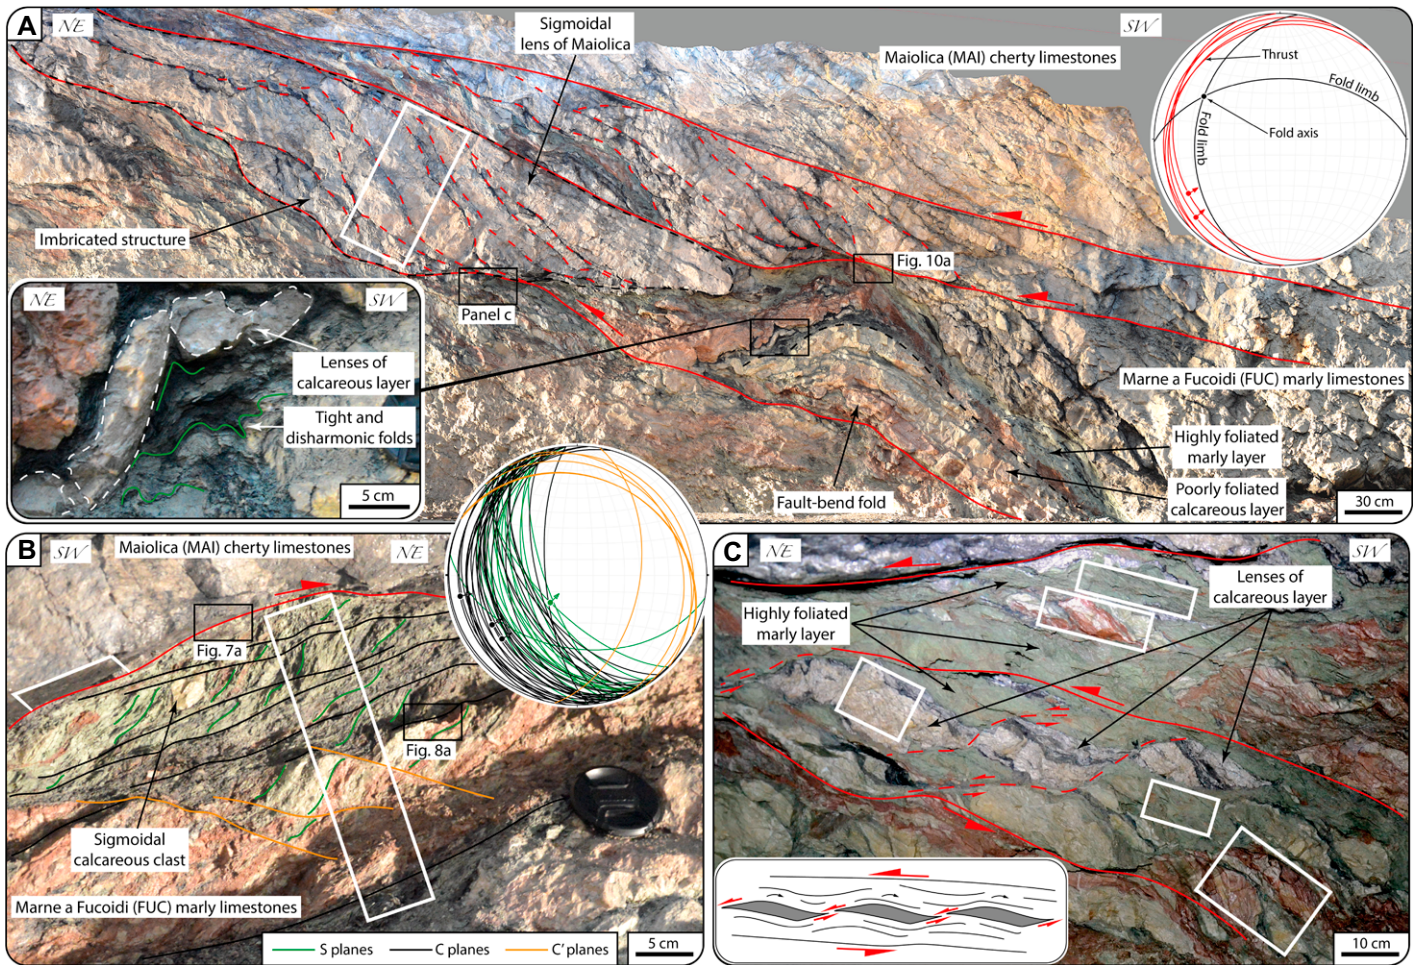 A
NE
Sigmoidal
lens of Maiolica
Maiolica (MAI) cherty limestones
SW
Thrust
Fold limb
Fold axis
Fold limb
Imbricated structure
Fig. 10a
Panel c
NE
SW
Lenses of
calcareous layer
Tight and
disharmonic folds
5 cm
Marne a Fucoidi (FUC) marly limestones
Highly foliated
marly layer
Poorly foliated
calcareous layer
Fault-bend fold
30 cm
B
SW
Maiolica (MAI) cherty limestones
NE
Fig. 7a
Fig. 8a
Sigmoidal
calcareous clast
Marne a Fucoidi (FUC) marly limestones
S planes
C planes
C' planes
5 cm
C
NE
SW
Highly foliated
marly layer
Lenses of
calcareous layer
10 cm